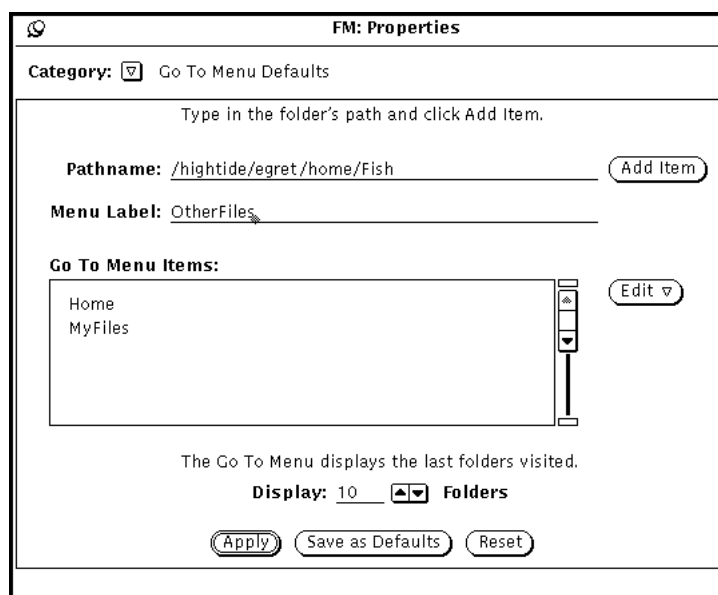 FM: Properties
Category: Go To Menu Defaults
Type in the folder's path and click Add Item.
Pathname: /hightide/egret/home/Fish Add Item
Menu Label: OtherFiles
Go To Menu Items:
Edit
Home
MyFiles
The Go To Menu displays the last folders visited.
Display: 10 Folders
Apply Save as Defaults Reset